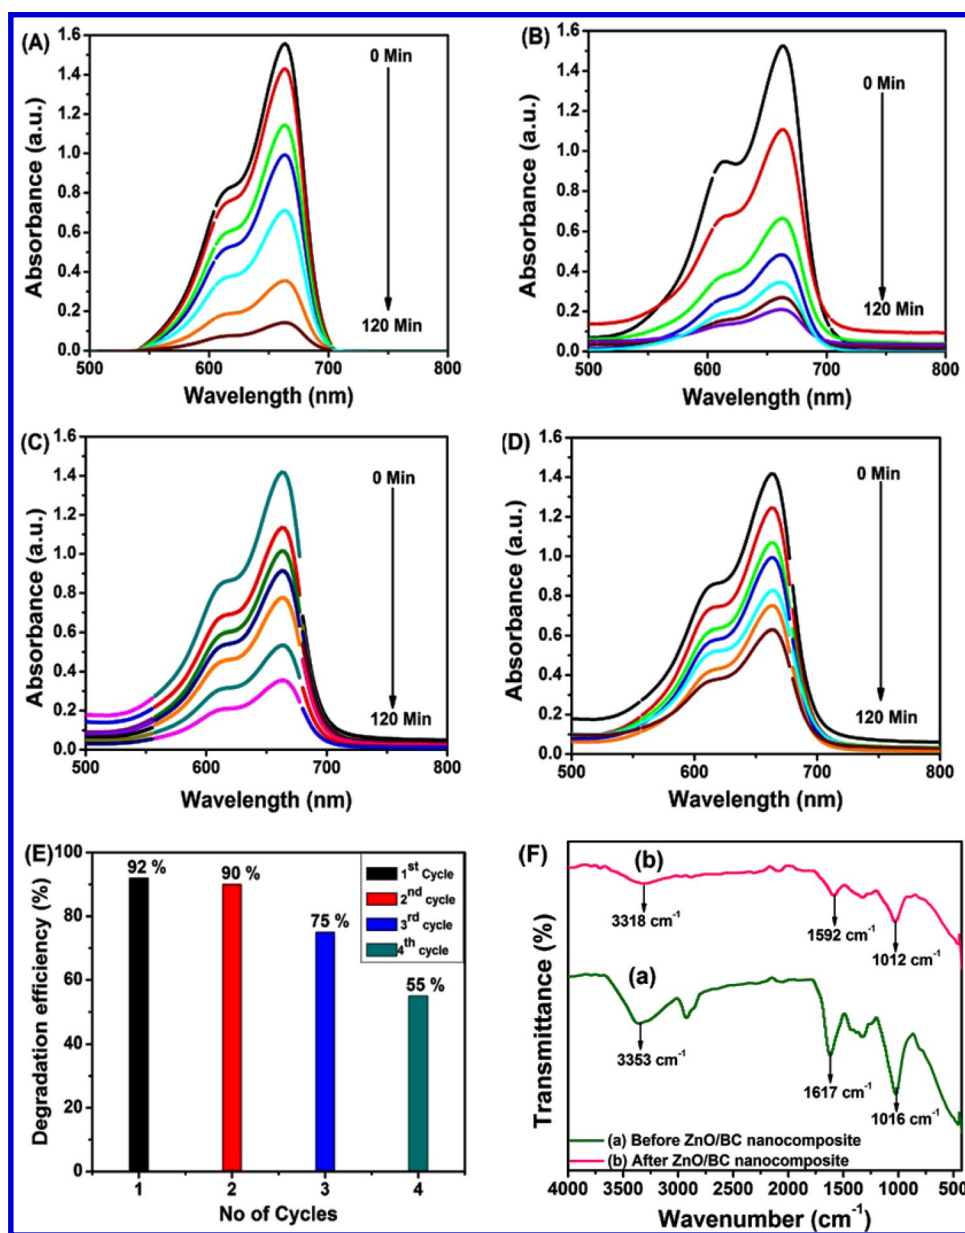 (A)
1.6
1.4
1.2
1.0
0.8
0.6
0.4
0.2
0.0
500 600 700 800
Absorbance (a.u.)
Wavelength (nm)
0 Min
120 Min
(B)
1.6
1.4
1.2
1.0
0.8
0.6
0.4
0.2
0.0
500 600 700 800
Absorbance (a.u.)
Wavelength (nm)
0 Min
120 Min
(C)
1.6
1.4
1.2
1.0
0.8
0.6
0.4
0.2
0.0
500 600 700 800
Absorbance (a.u.)
Wavelength (nm)
0 Min
120 Min
(D)
1.6
1.4
1.2
1.0
0.8
0.6
0.4
0.2
0.0
500 600 700 800
Absorbance (a.u.)
Wavelength (nm)
0 Min
120 Min
(E)
100
80
60
40
20
0
Degradation efficiency (%)
92 %
90 %
75 %
55 %
1st Cycle
2nd cycle
3rd cycle
4th cycle
1 2 3 4
No of Cycles
(F)
Transmittance (%)
(b)
3318 cm-1
1592 cm-1
1012 cm-1
(a)
3353 cm-1
1617 cm-1
1016 cm-1
(a) Before ZnO/BC nanocomposite
(b) After ZnO/BC nanocomposite
4000 3500 3000 2500 2000 1500 1000 500
Wavenumber (cm-1)